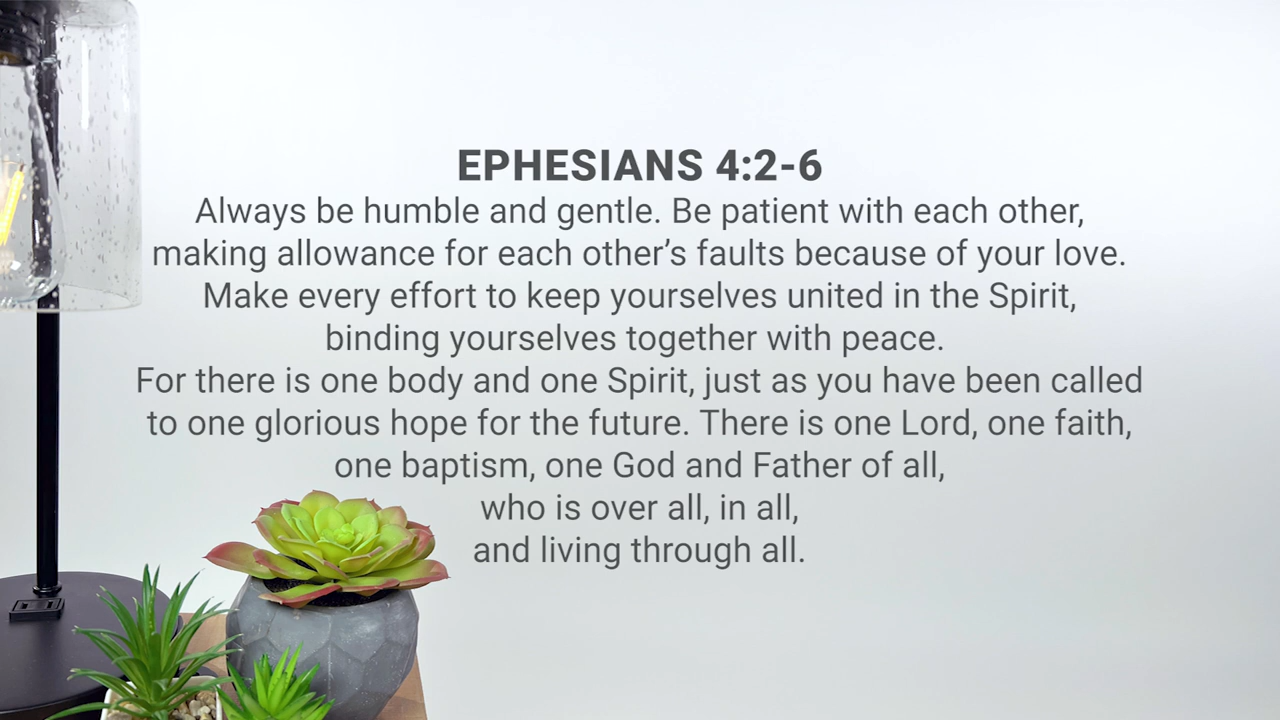 EPHESIANS 4:2-6
Always be humble and gentle. Be patient with each other,
making allowance for each other’s faults because of your love.
Make every effort to keep yourselves united in the Spirit,
binding yourselves together with peace.
For there is one body and one Spirit, just as you have been called
to one glorious hope for the future. There is one Lord, one faith,
one baptism, one God and Father of all,
who is over all, in all,
and living through all.